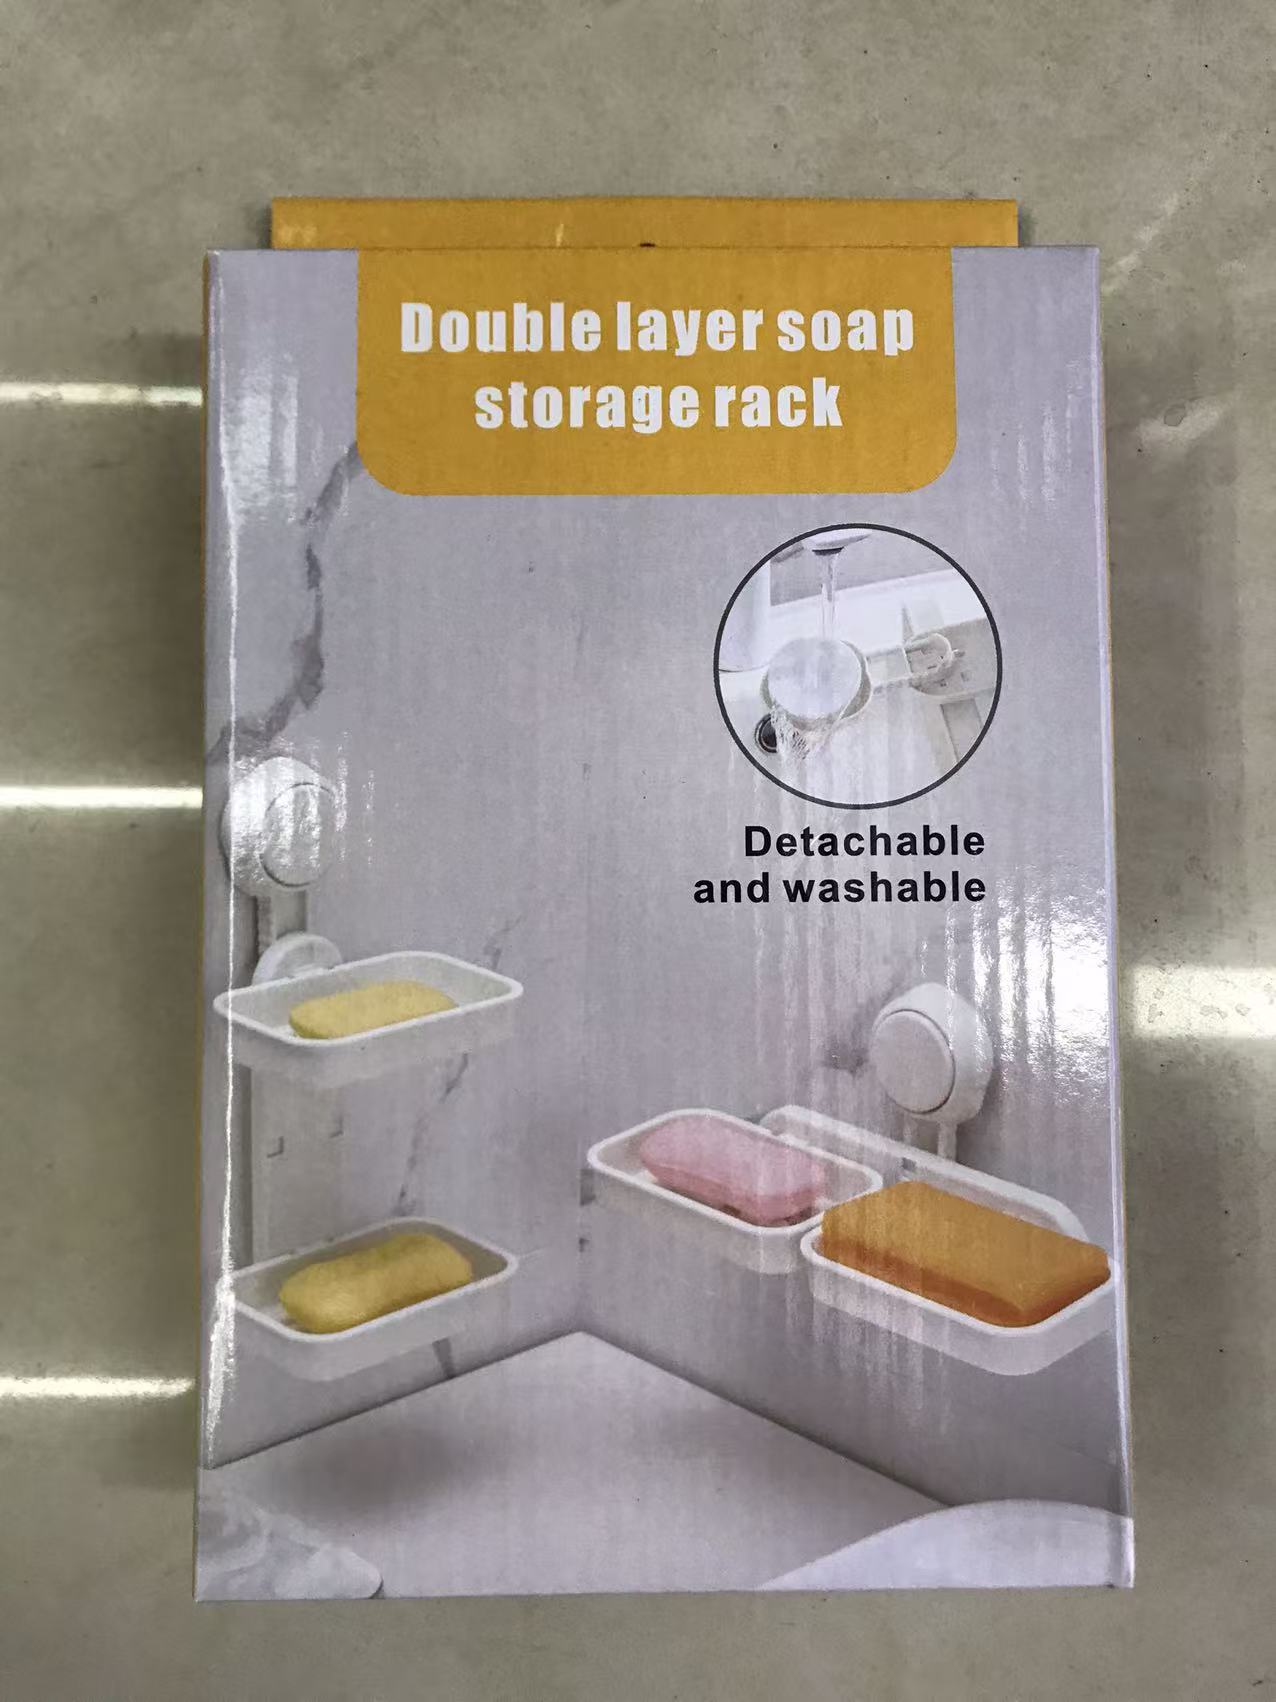 Double layer soap
storage rack
Detachable
and washable